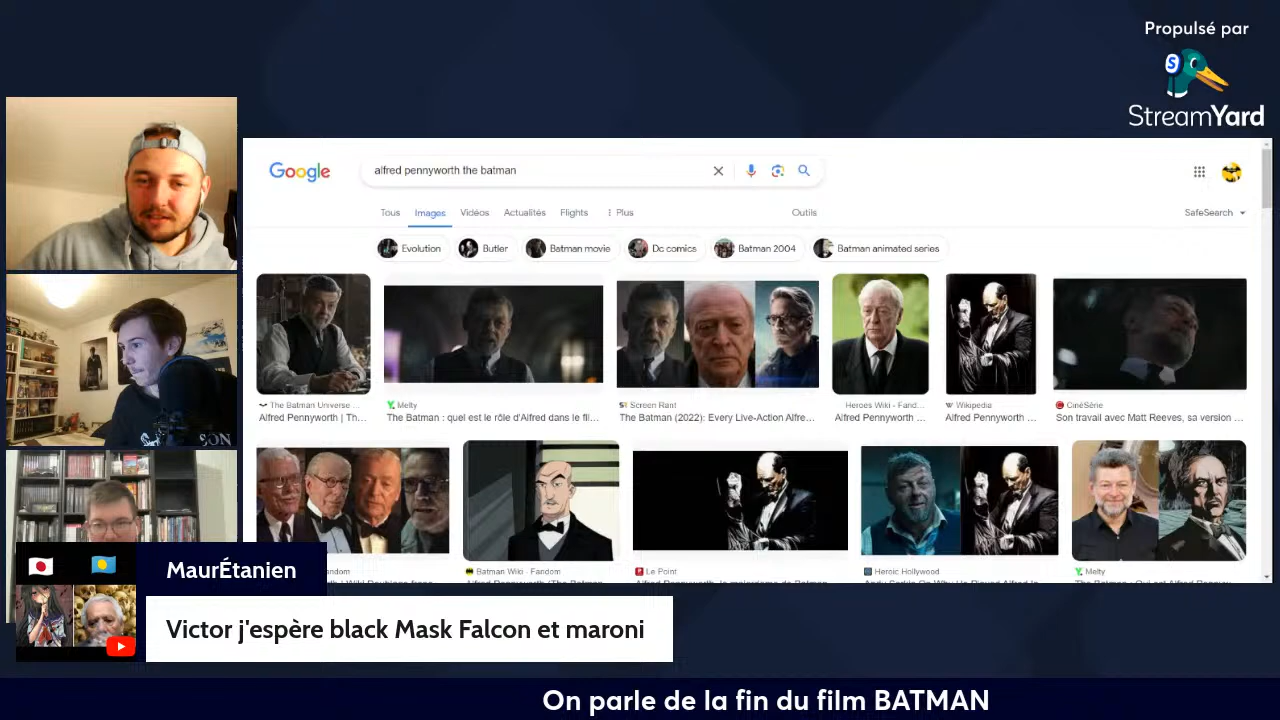 Propulsé par
StreamYard
Google
alfred pennyworth the batman
Tous Images Vidéos Actualités Flights Plus Outils SafeSearch
Evolution Butler Batman movie Dc comics Batman 2004 Batman animated series
The Batman Universe ... Melty Screen Rant Heroes Wiki - Fand... Wikipedia CinéSérie
Alfred Pennyworth | Th... The Batman : quel est le rôle d'Alfred dans le fil... The Batman (2022): Every Live-Action Alfre... Alfred Pennyworth ... Alfred Pennyworth ... Son travail avec Matt Reeves, sa version ...
Batman Wiki - Fandom Le Point Heroic Hollywood Melty
MaurÉtanien
Victor j'espère black Mask Falcon et maroni
On parle de la fin du film BATMAN